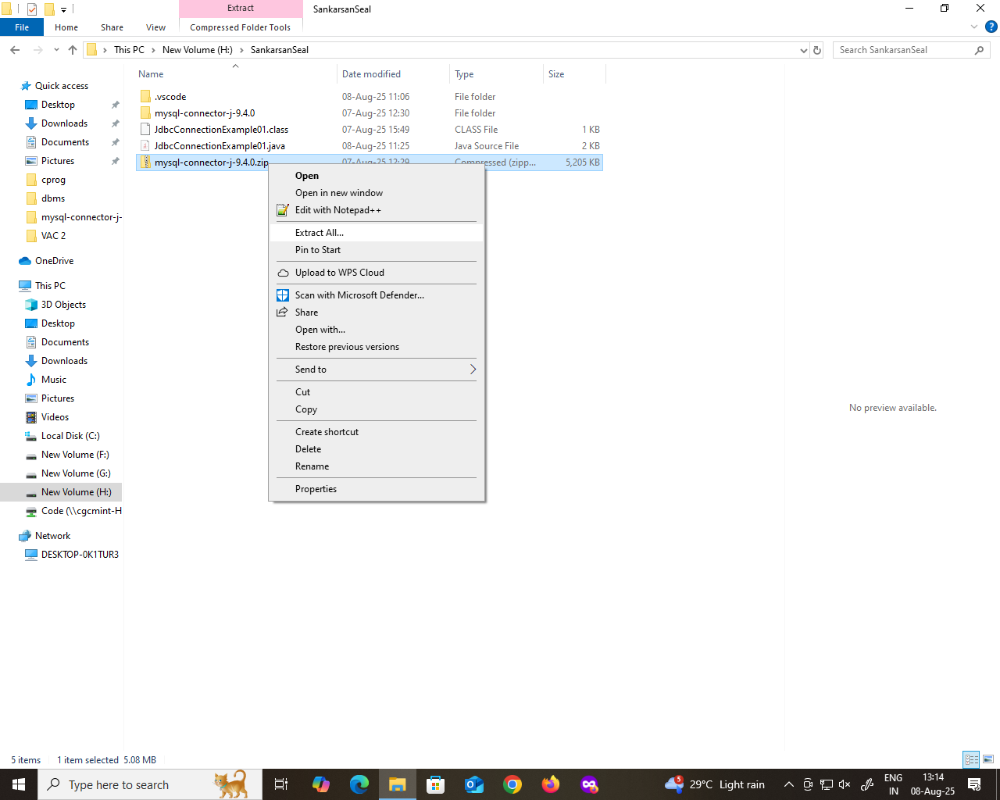 Extract
SankarsanSeal
File
Home
Share
View
Compressed Folder Tools
This PC
New Volume (H:)
SankarsanSeal
Search SankarsanSeal
Name
Date modified
Type
Size
.vscode 08-Aug-25 11:06 File folder
mysql-connector-j-9.4.0 07-Aug-25 12:30 File folder
JdbcConnectionExample01.class 07-Aug-25 15:49 CLASS File 1 KB
JdbcConnectionExample01.java 08-Aug-25 11:25 Java Source File 2 KB
mysql-connector-j-9.4.0.zip 07-Aug-25 12:29 Compressed (zipp... 5,205 KB
Quick access
Desktop
Downloads
Documents
Pictures
cprog
dbms
mysql-connector-j-
VAC 2
OneDrive
This PC
3D Objects
Desktop
Documents
Downloads
Music
Pictures
Videos
Local Disk (C:)
New Volume (F:)
New Volume (G:)
New Volume (H:)
Code (\\cgcmint-H
Network
DESKTOP-0K1TUR3
Open
Open in new window
Edit with Notepad++
Extract All...
Pin to Start
Upload to WPS Cloud
Scan with Microsoft Defender...
Share
Open with...
Restore previous versions
Send to
Cut
Copy
Create shortcut
Delete
Rename
Properties
No preview available.
5 items
1 item selected 5.08 MB
Type here to search
5
29°C Light rain
ENG
IN
13:14
08-Aug-25